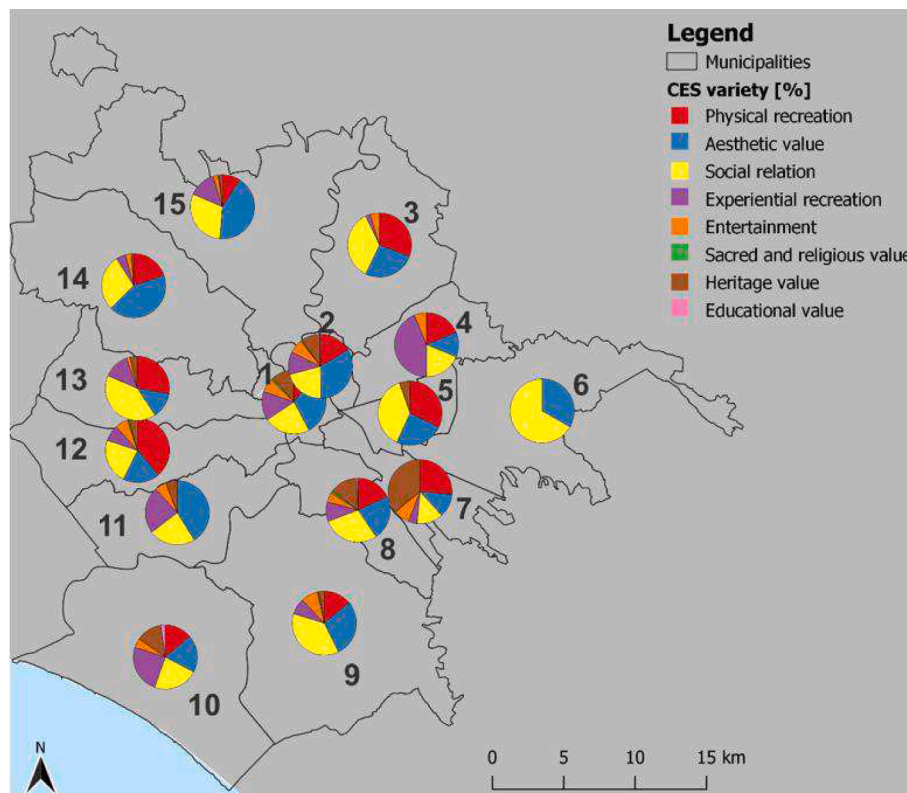 Legend
Municipalities
CES variety [%]
Physical recreation
Aesthetic value
Social relation
Experiential recreation
Entertainment
Sacred and religious value
Heritage value
Educational value
15
3
14
2
4
1
13
5
6
12
7
11
8
9
10
N
0 5 10 15 km